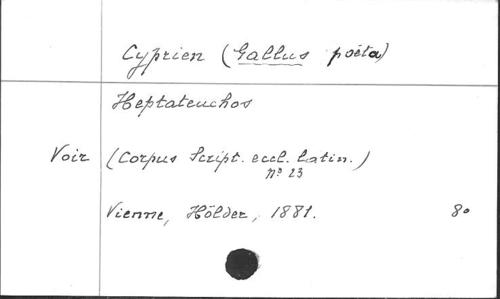 Cyprien (Gallus poëta)
Heptateuchos
Voir (Corpus Script. eccl. latin.)
nº 23
Vienne, Hölder, 1881. 8º